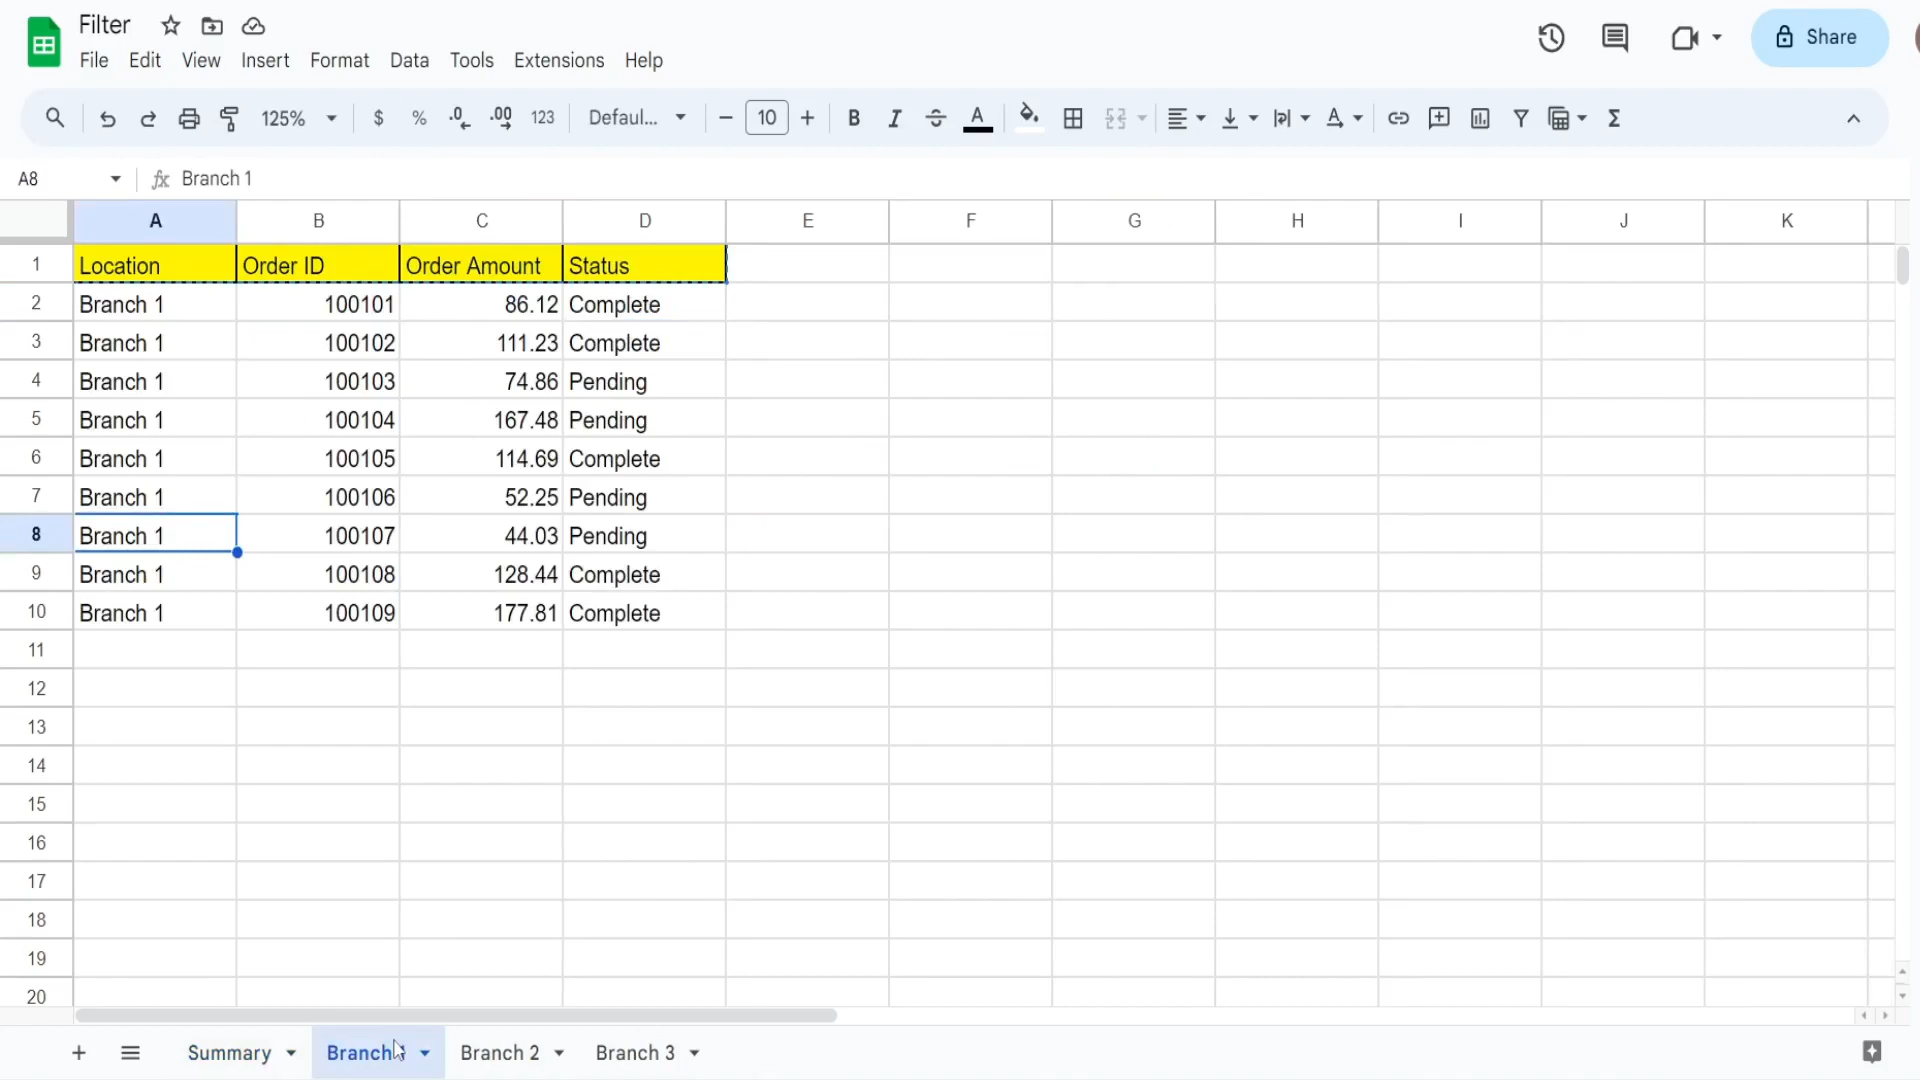 Filter
File Edit View Insert Format Data Tools Extensions Help
Share
125% $ % .0 .00 123 Defaul... 10 B I A A Σ
A8 fx Branch 1
A B C D E F G H I J K
1 Location Order ID Order Amount Status
2 Branch 1 100101 86.12 Complete
3 Branch 1 100102 111.23 Complete
4 Branch 1 100103 74.86 Pending
5 Branch 1 100104 167.48 Pending
6 Branch 1 100105 114.69 Complete
7 Branch 1 100106 52.25 Pending
8 Branch 1 100107 44.03 Pending
9 Branch 1 100108 128.44 Complete
10 Branch 1 100109 177.81 Complete
11
12
13
14
15
16
17
18
19
20
Summary Branch Branch 2 Branch 3